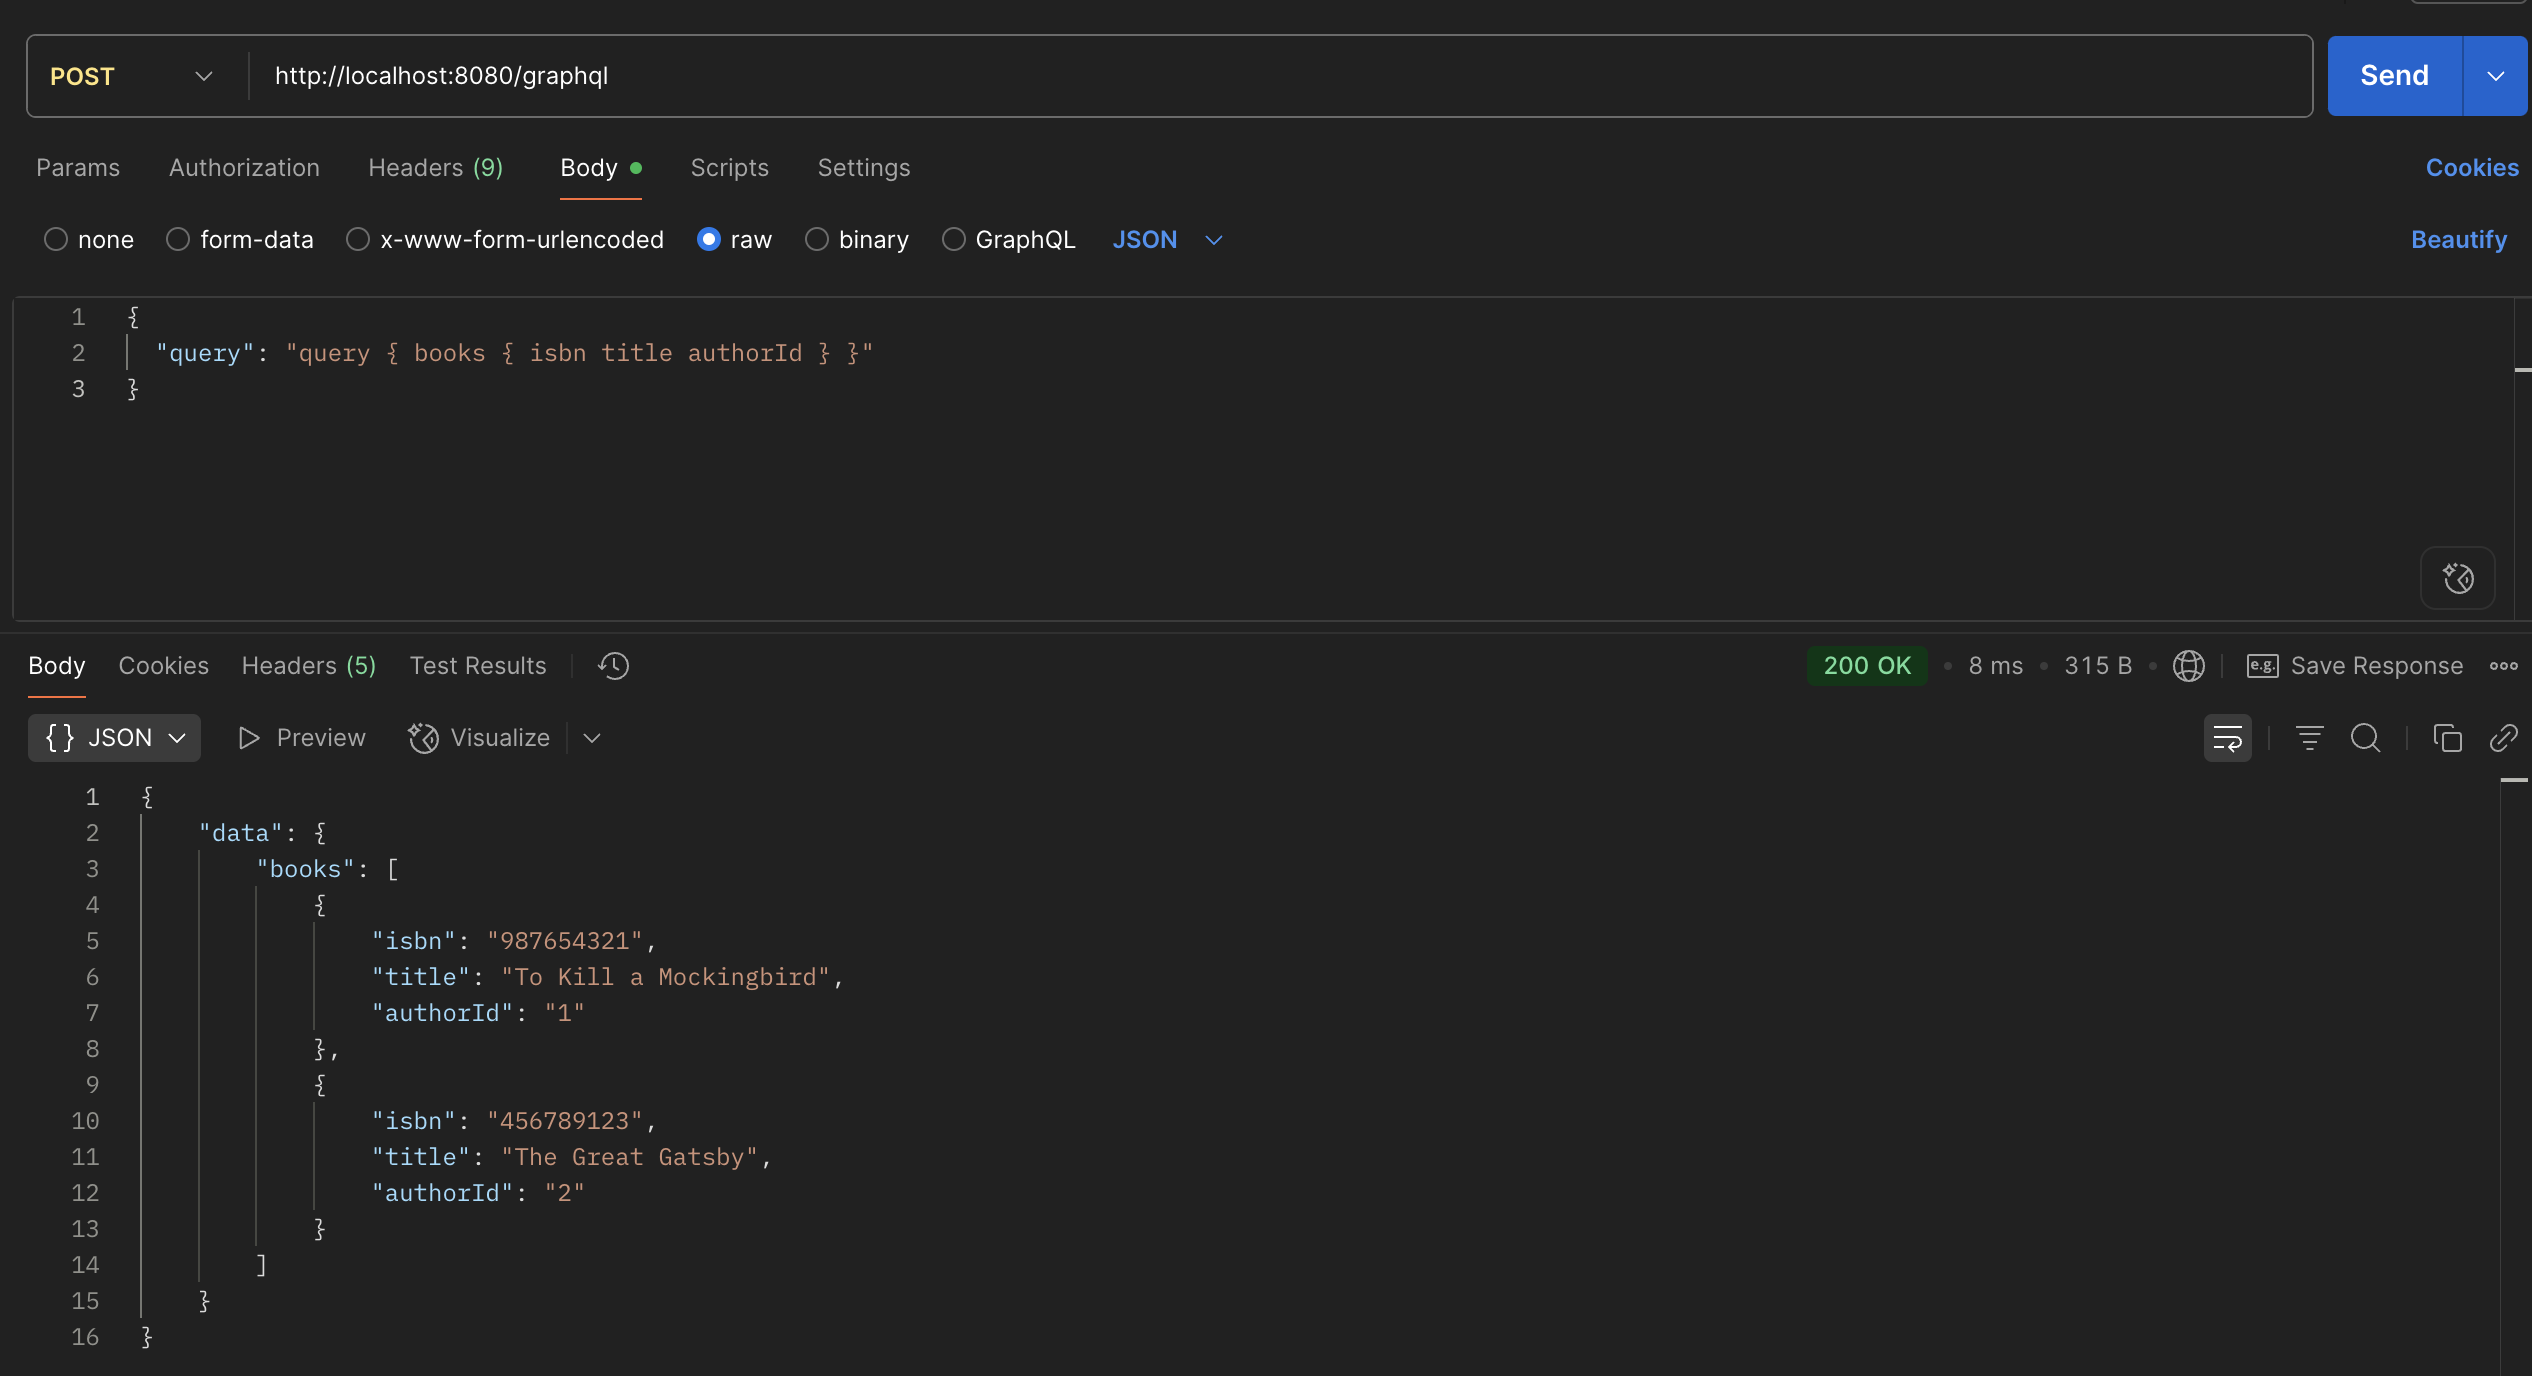 POST http://localhost:8080/graphql Send
Params Authorization Headers (9) Body Scripts Settings Cookies
none form-data x-www-form-urlencoded raw binary GraphQL JSON Beautify
1 {
2 "query": "query { books { isbn title authorId } }"
3 }
Body Cookies Headers (5) Test Results 200 OK • 8 ms • 315 B • e.g. Save Response
{} JSON Preview Visualize
1 {
2 "data": {
3 "books": [
4 {
5 "isbn": "987654321",
6 "title": "To Kill a Mockingbird",
7 "authorId": "1"
8 },
9 {
10 "isbn": "456789123",
11 "title": "The Great Gatsby",
12 "authorId": "2"
13 }
14 ]
15 }
16 }